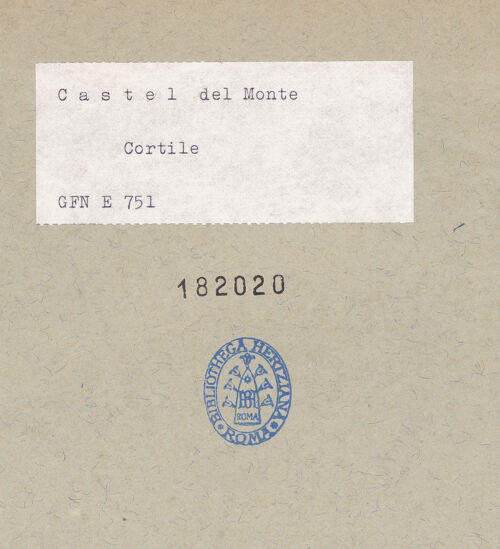 C a s t e l del Monte
Cortile
GFN E 751
182020
BIBLIOTHECA HERTZIANA
ROMA
ROMA